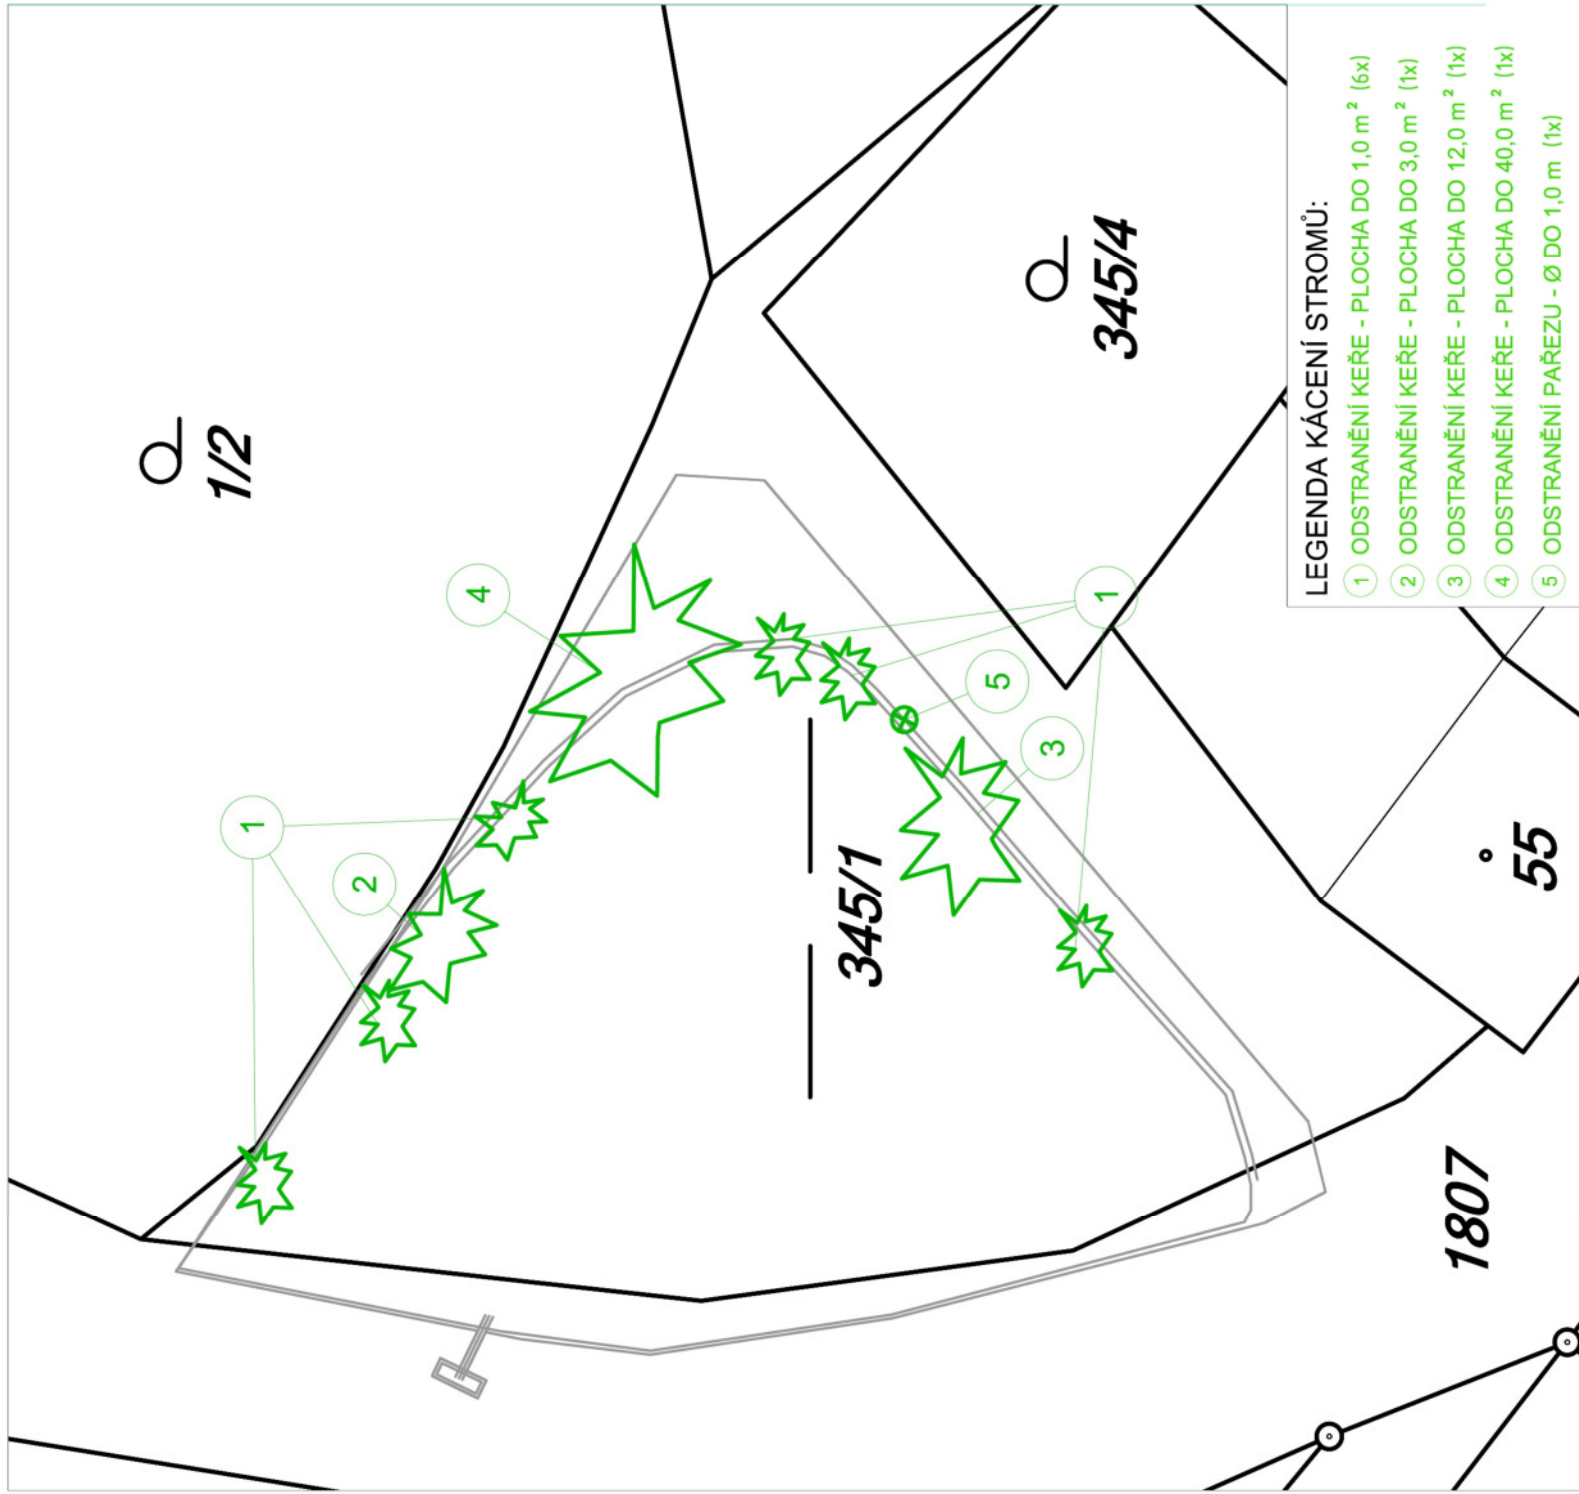 1/2
345/4
4
1
2
1
5
3
345/1
55
1807
LEGENDA KÁCENÍ STROMŮ:
1 ODSTRANĚNÍ KEŘE - PLOCHA DO 1,0 m² (6x)
2 ODSTRANĚNÍ KEŘE - PLOCHA DO 3,0 m² (1x)
3 ODSTRANĚNÍ KEŘE - PLOCHA DO 12,0 m² (1x)
4 ODSTRANĚNÍ KEŘE - PLOCHA DO 40,0 m² (1x)
5 ODSTRANĚNÍ PAŘEZU - Ø DO 1,0 m (1x)